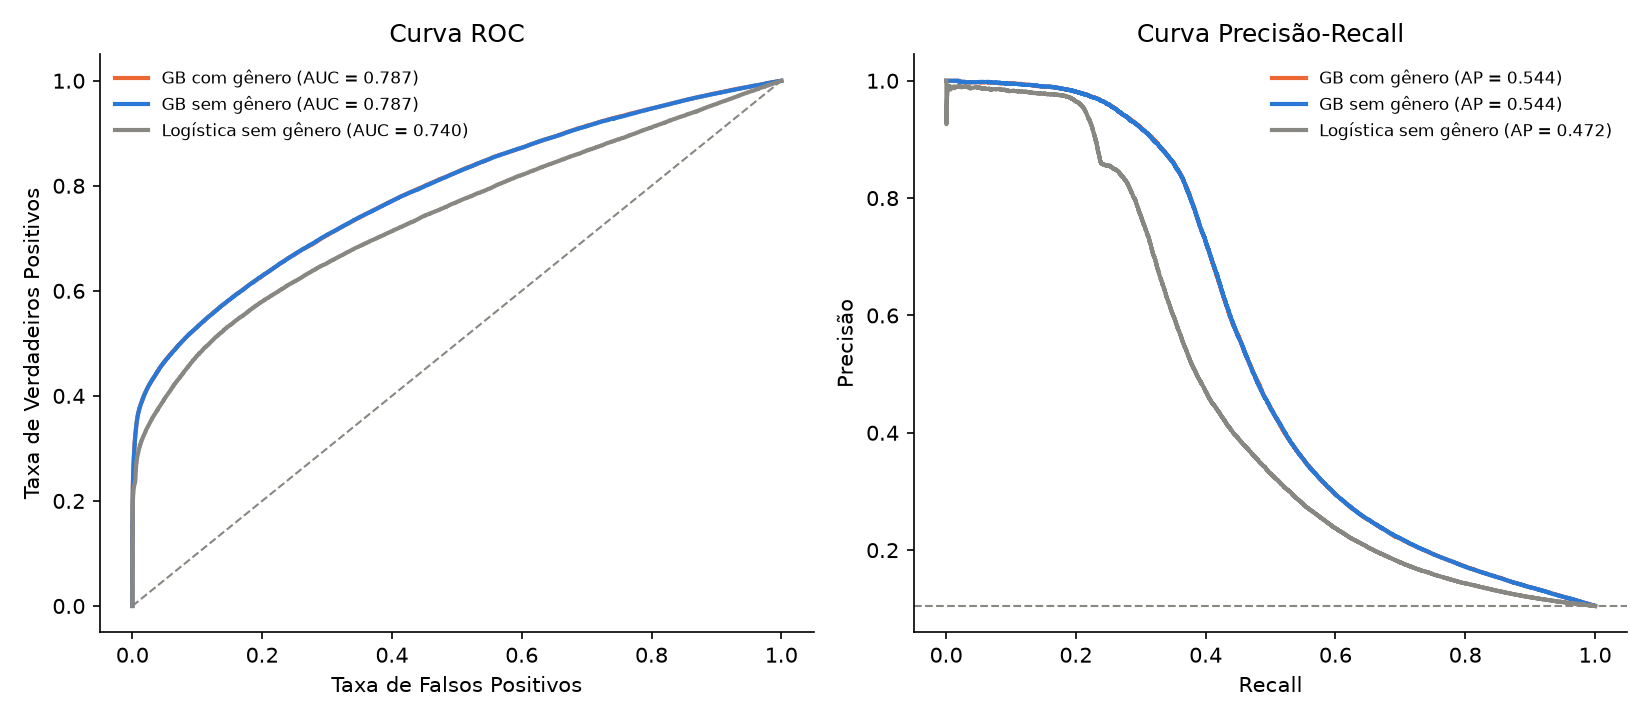 Curva ROC
GB com gênero (AUC = 0.787)
GB sem gênero (AUC = 0.787)
Logística sem gênero (AUC = 0.740)
Taxa de Verdadeiros Positivos
1.0
0.8
0.6
0.4
0.2
0.0
0.0 0.2 0.4 0.6 0.8 1.0
Taxa de Falsos Positivos
Curva Precisão-Recall
GB com gênero (AP = 0.544)
GB sem gênero (AP = 0.544)
Logística sem gênero (AP = 0.472)
Precisão
1.0
0.8
0.6
0.4
0.2
0.0 0.2 0.4 0.6 0.8 1.0
Recall